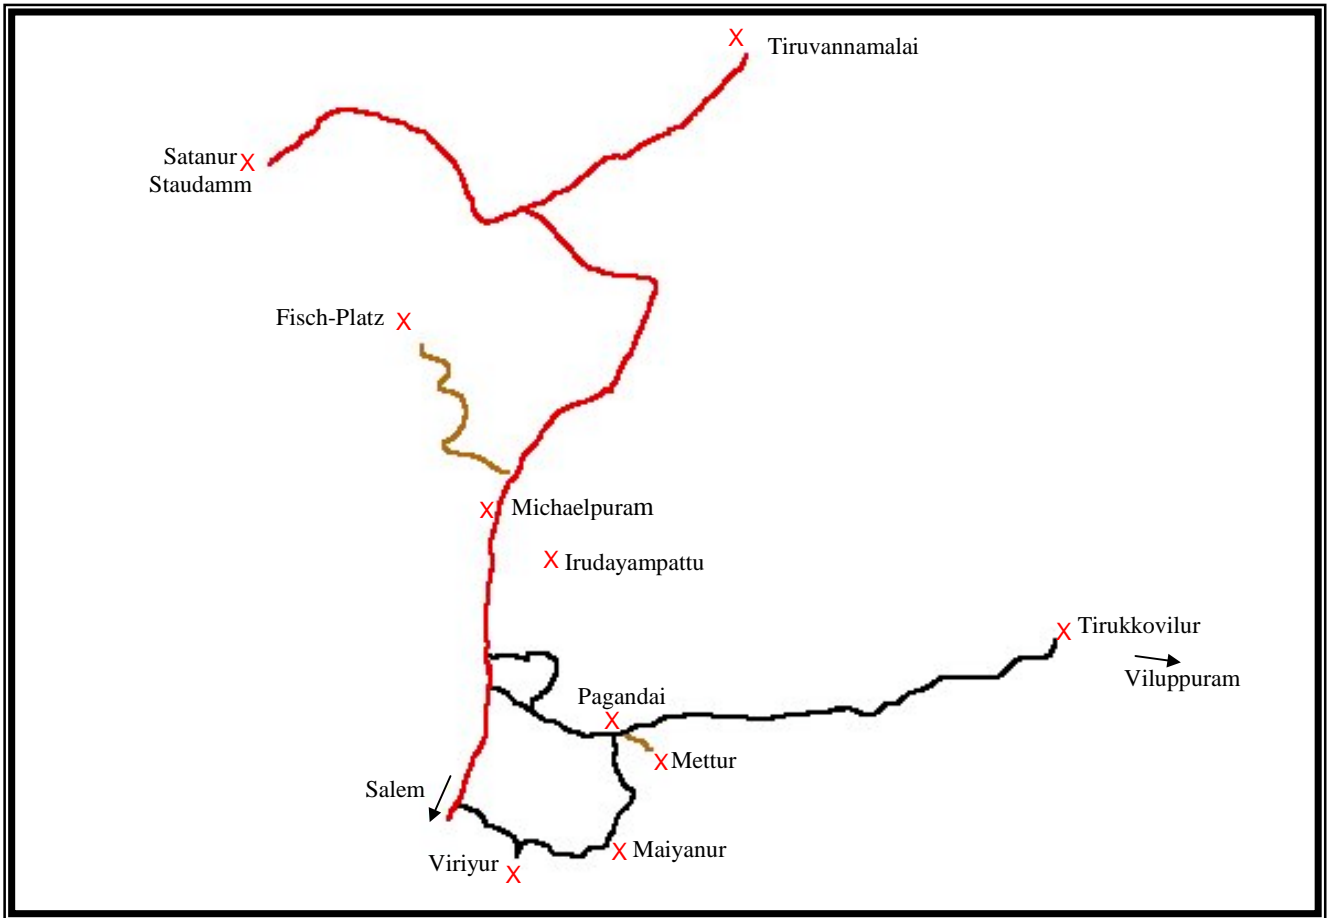 Tiruvannamalai
Satanur
Staudamm
Fisch-Platz
Michaelpuram
Irudayampattu
Tirukkovilur
Viluppuram
Pagandai
Mettur
Salem
Maiyanur
Viriyur